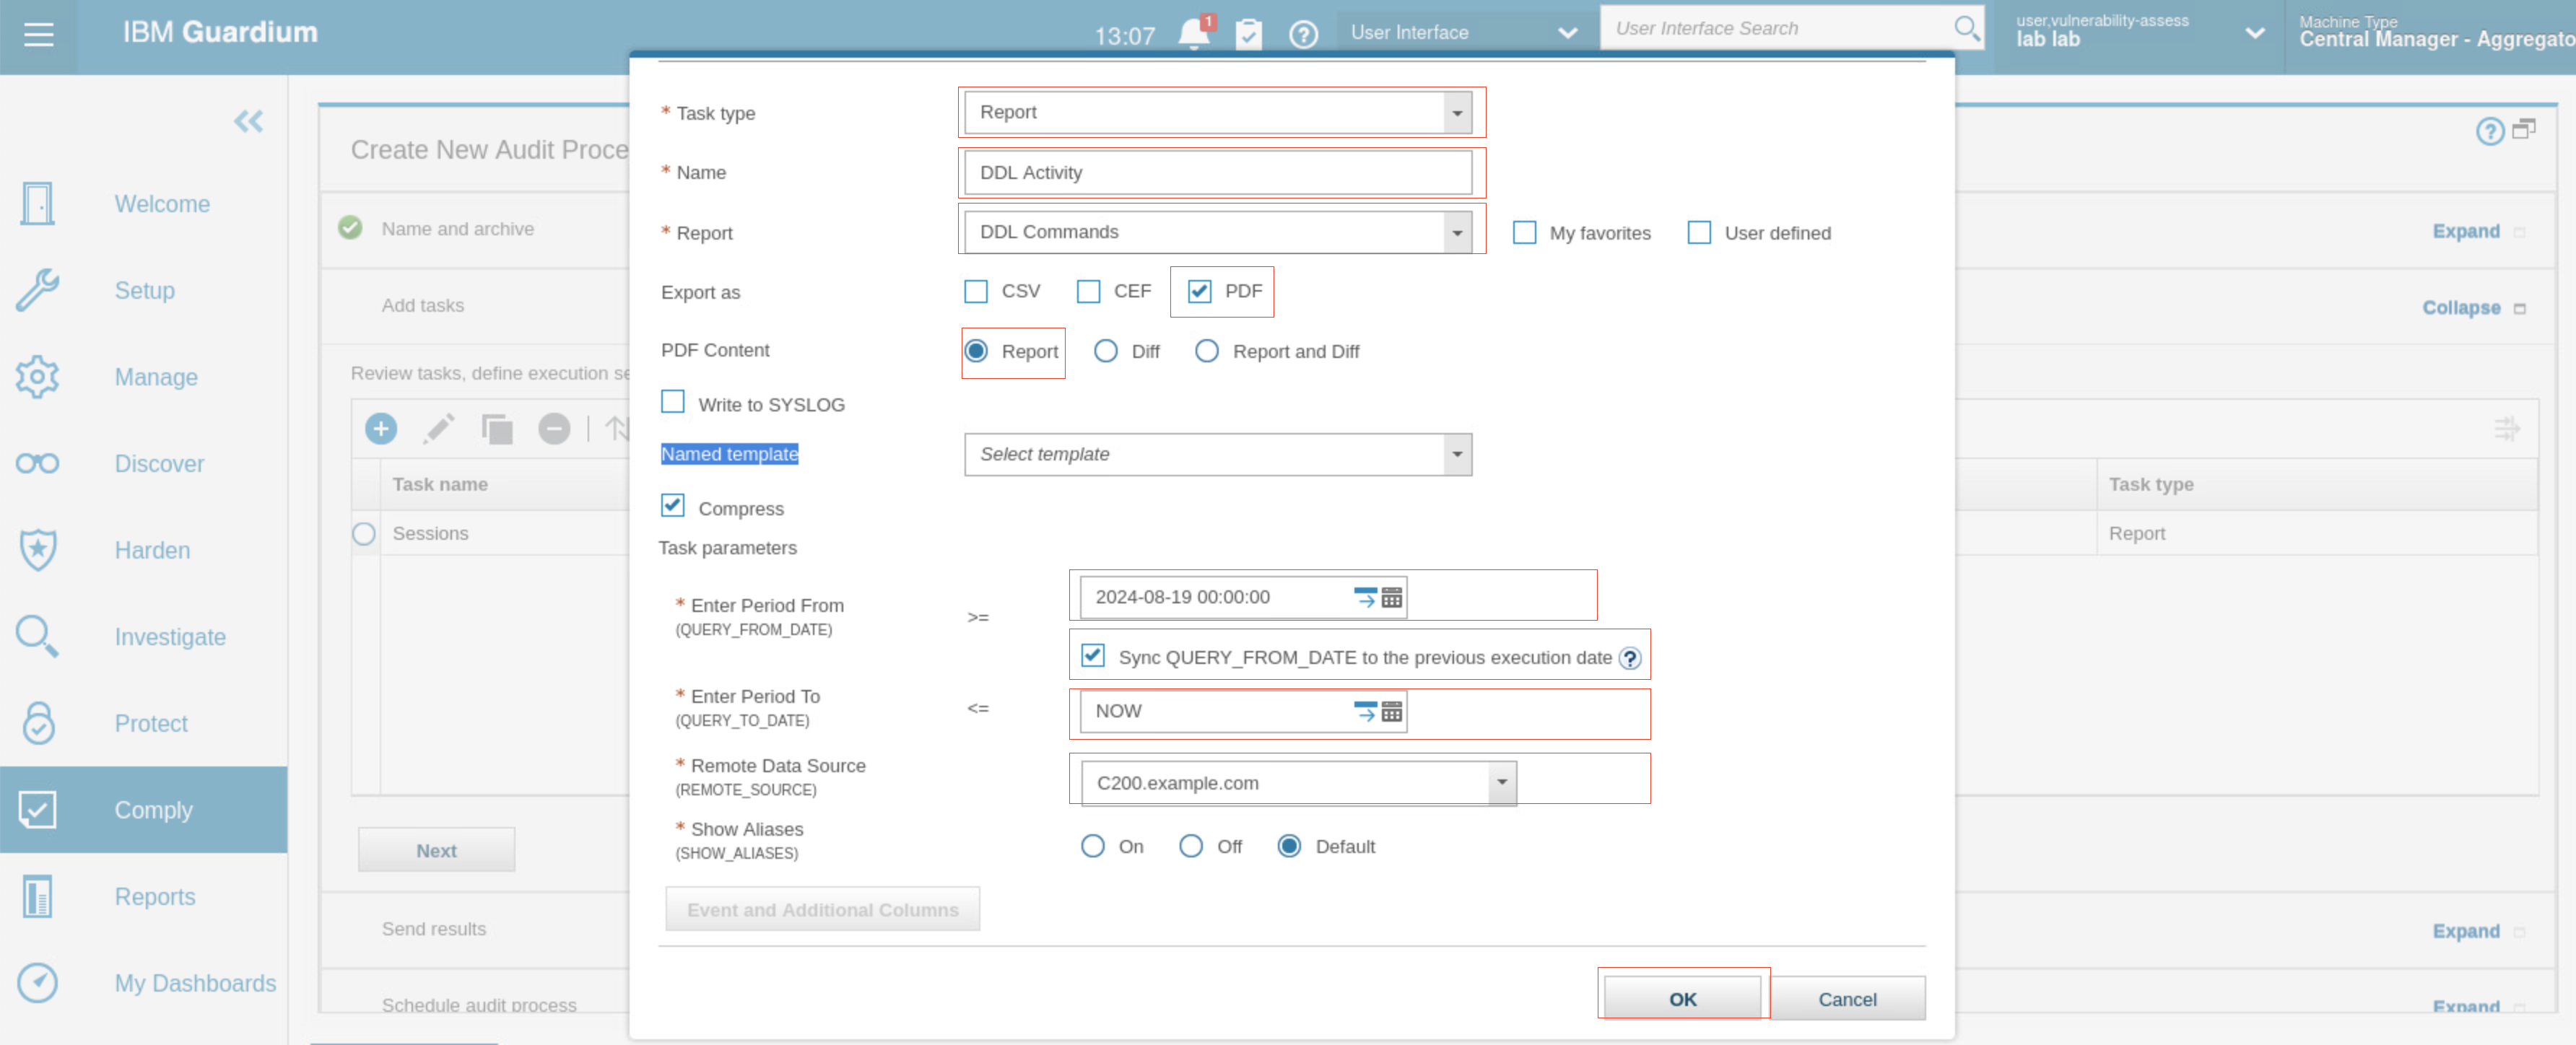 IBM Guardium
13:07
1
User Interface
User Interface Search
user,vulnerability-assess
lab lab
Machine Type
Central Manager - Aggregato
Welcome
Setup
Manage
Discover
Harden
Investigate
Protect
Comply
Reports
My Dashboards
Create New Audit Proce
Name and archive
Expand
Add tasks
Collapse
Review tasks, define execution se
Task name
Task type
Sessions
Report
Next
Send results
Expand
Schedule audit process
Expand
* Task type
Report
* Name
DDL Activity
* Report
DDL Commands
My favorites
User defined
Export as
CSV
CEF
PDF
PDF Content
Report
Diff
Report and Diff
Write to SYSLOG
Named template
Select template
Compress
Task parameters
* Enter Period From
(QUERY_FROM_DATE)
>=
2024-08-19 00:00:00
Sync QUERY_FROM_DATE to the previous execution date
* Enter Period To
(QUERY_TO_DATE)
<=
NOW
* Remote Data Source
(REMOTE_SOURCE)
C200.example.com
* Show Aliases
(SHOW_ALIASES)
On
Off
Default
Event and Additional Columns
OK
Cancel